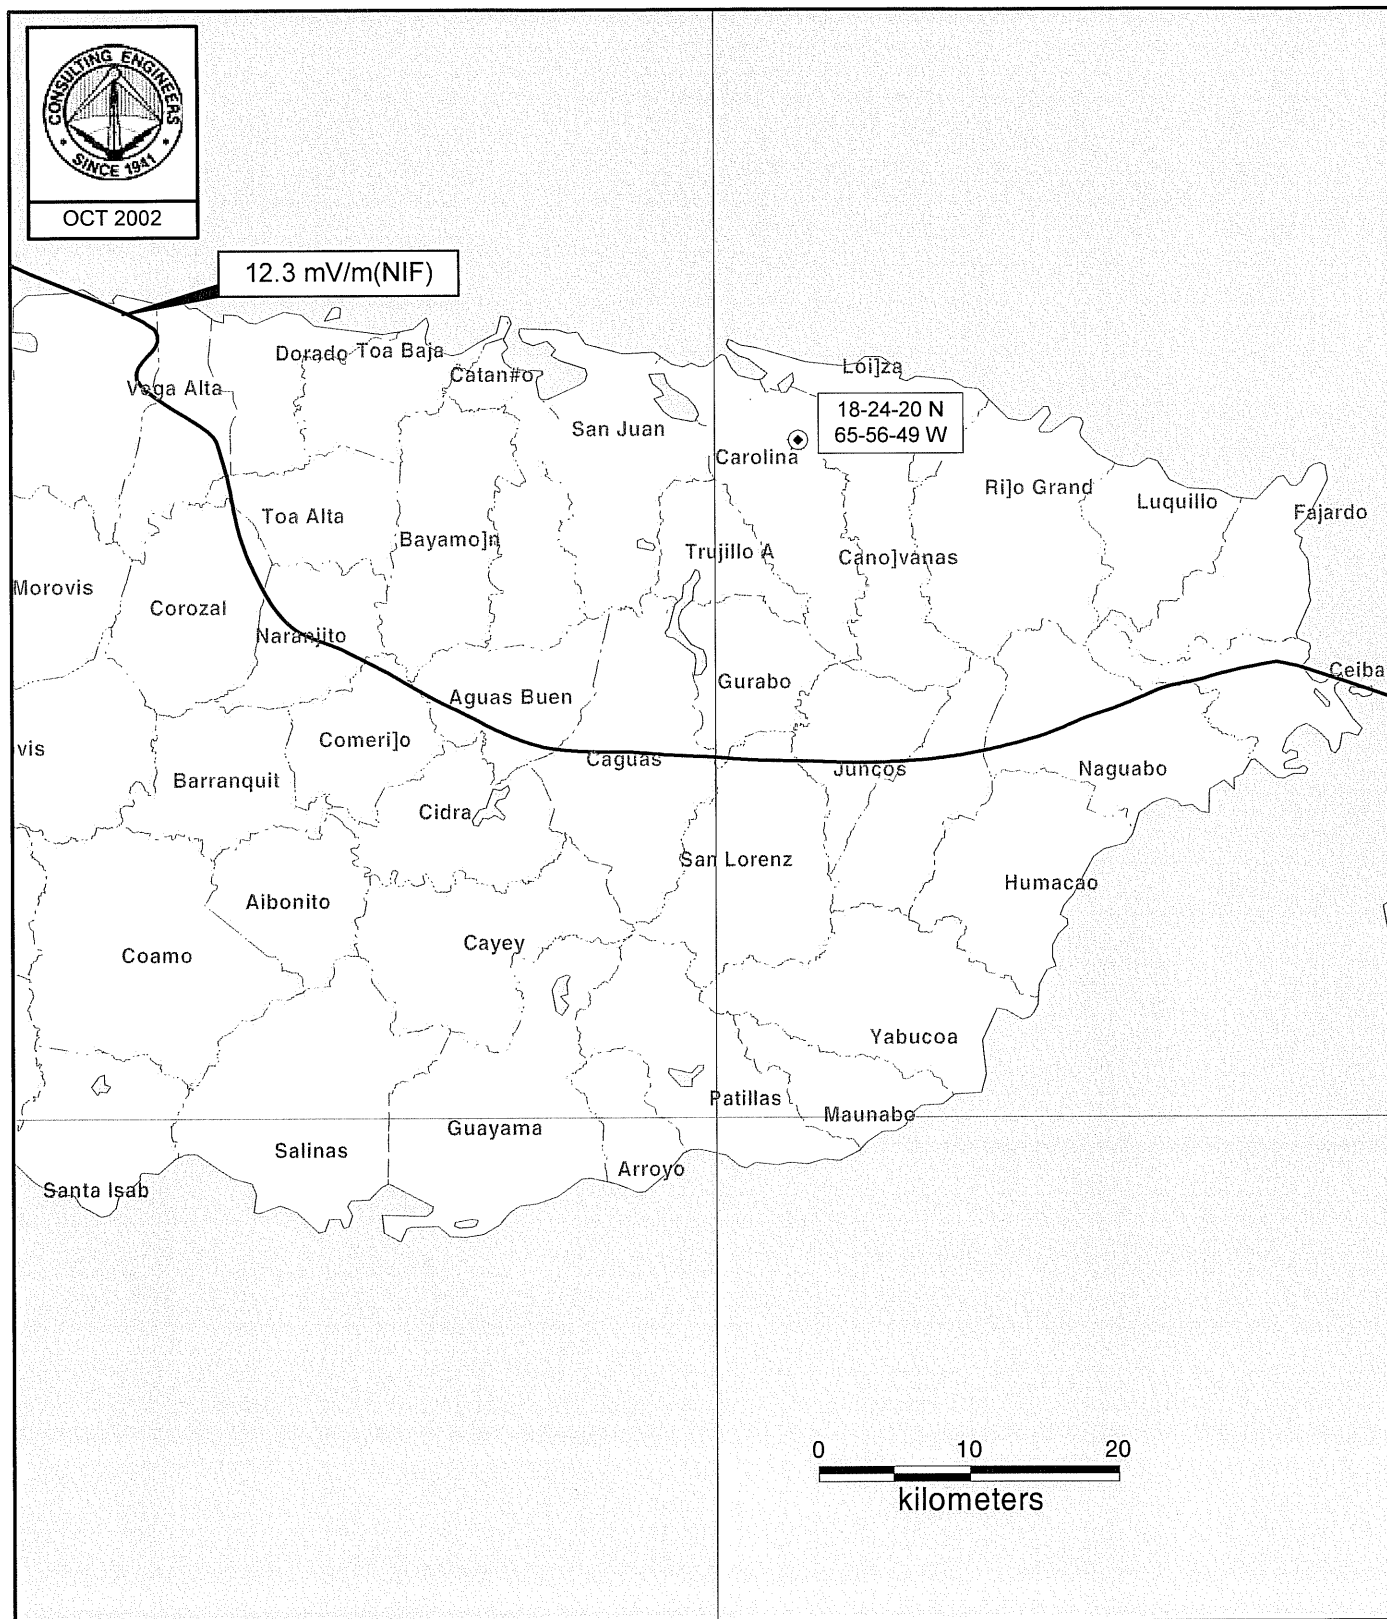 CONSULTING ENGINEERS
* SINCE 1941 *
OCT 2002
12.3 mV/m(NIF)
Dorado
Toa Baja
Catan#o
Vega Alta
Loi]za
18-24-20 N
65-56-49 W
San Juan
Carolina
Ri]o Grand
Luquillo
Fajardo
Toa Alta
Bayamo]n
Trujillo A
Cano]vanas
Morovis
Corozal
Naranjito
Gurabo
Ceiba
Aguas Buen
Comeri]o
vis
Caguas
Juncos
Naguabo
Barranquit
Cidra
San Lorenz
Humacao
Aibonito
Cayey
Coamo
Yabucoa
Patillas
Maunabo
Guayama
Salinas
Arroyo
Santa Isab
0 10 20
kilometers